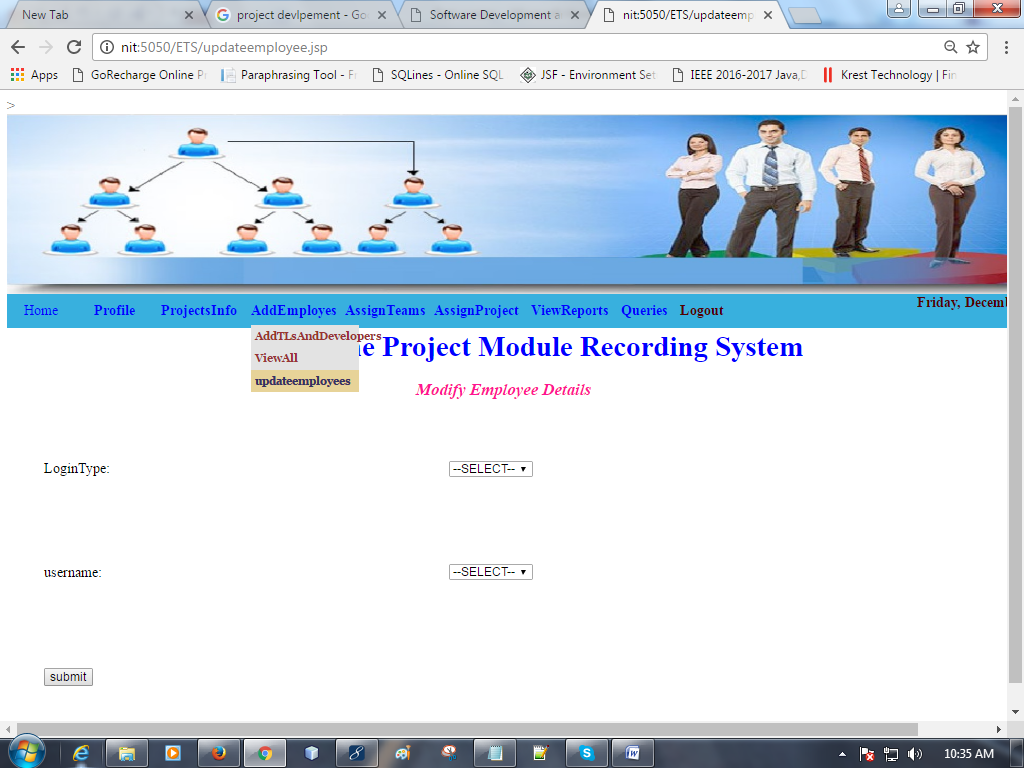 New Tab
project devlpement - Go
Software Development a
nit:5050/ETS/updateemp
nit:5050/ETS/updateemployee.jsp
Apps
GoRecharge Online P
Paraphrasing Tool - F
SQLines - Online SQL
JSF - Environment Set
IEEE 2016-2017 Java,D
Krest Technology | Fin
>
Home Profile ProjectsInfo AddEmployes AssignTeams AssignProject ViewReports Queries Logout
Friday, Decemb
AddTLsAndDevelopers
ViewAll
updateemployees
e Project Module Recording System
Modify Employee Details
LoginType: --SELECT--
username: --SELECT--
submit
10:35 AM